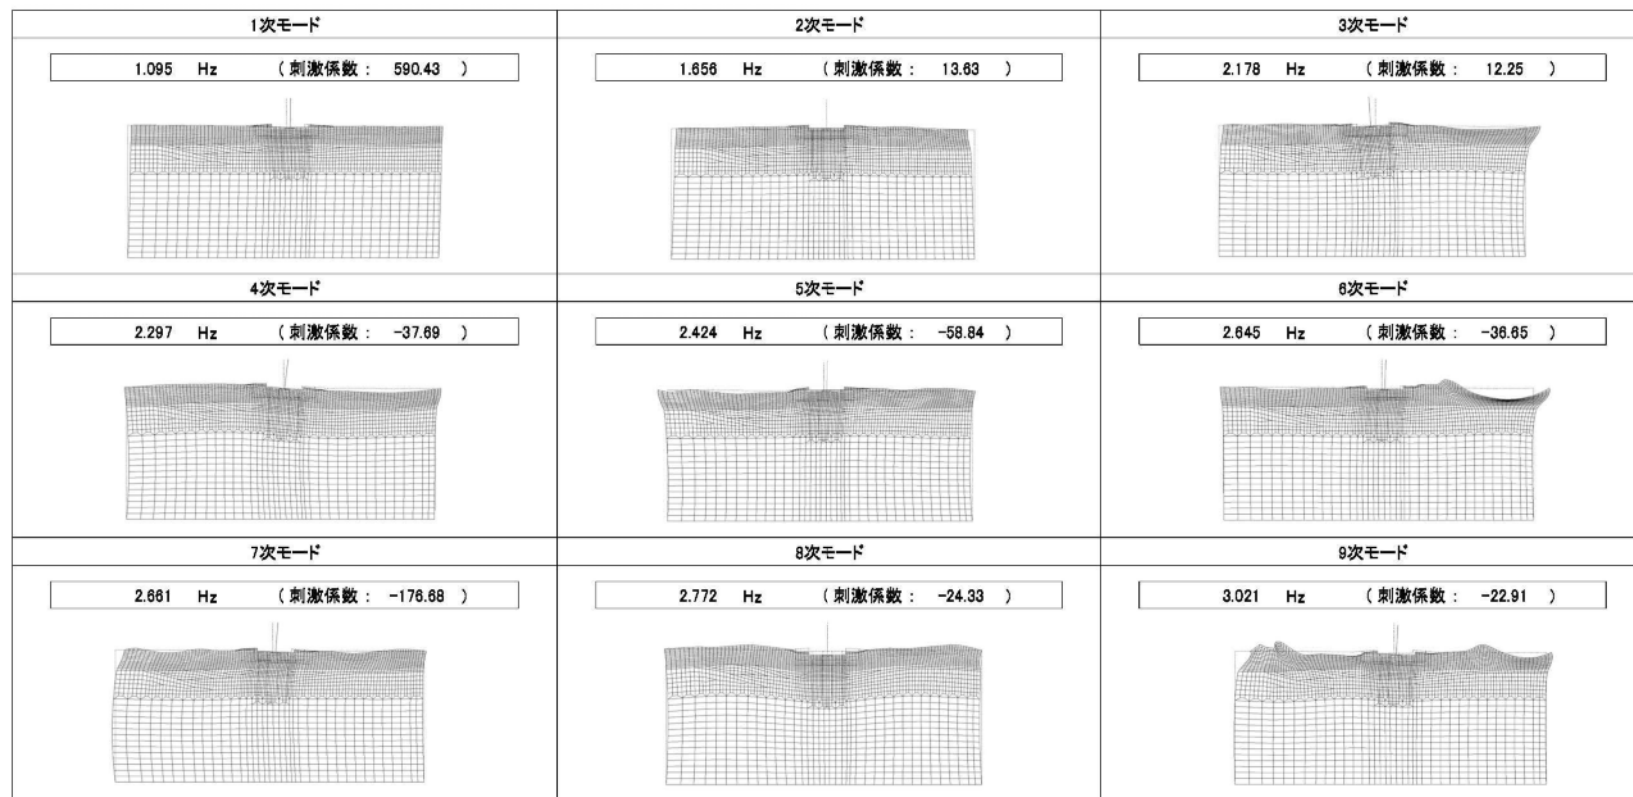 1次モード
2次モード
3次モード
1.095 Hz (刺激係数： 590.43 )
1.656 Hz (刺激係数： 13.63 )
2.178 Hz (刺激係数： 12.25 )
4次モード
5次モード
6次モード
2.297 Hz (刺激係数： -37.69 )
2.424 Hz (刺激係数： -58.84 )
2.645 Hz (刺激係数： -36.65 )
7次モード
8次モード
9次モード
2.661 Hz (刺激係数： -176.68 )
2.772 Hz (刺激係数： -24.33 )
3.021 Hz (刺激係数： -22.91 )